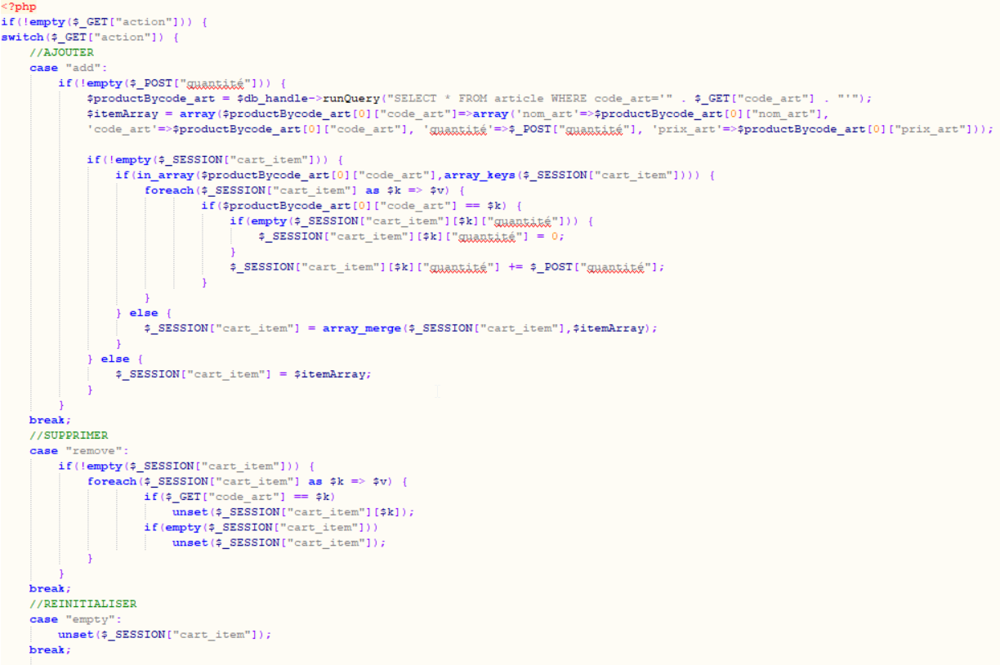 <?php
if(!empty($_GET["action"])) {
switch($_GET["action"]) {
    //AJOUTER
    case "add":
        if(!empty($_POST["quantité"])) {
            $productBycode_art = $db_handle->runQuery("SELECT * FROM article WHERE code_art='" . $_GET["code_art"] . "'");
            $itemArray = array($productBycode_art[0]["code_art"]=>array('nom_art'=>$productBycode_art[0]["nom_art"],
            'code_art'=>$productBycode_art[0]["code_art"], 'quantité'=>$_POST["quantité"], 'prix_art'=>$productBycode_art[0]["prix_art"]));
            if(!empty($_SESSION["cart_item"])) {
                if(in_array($productBycode_art[0]["code_art"],array_keys($_SESSION["cart_item"]))) {
                    foreach($_SESSION["cart_item"] as $k => $v) {
                            if($productBycode_art[0]["code_art"] == $k) {
                                if(empty($_SESSION["cart_item"][$k]["quantité"])) {
                                    $_SESSION["cart_item"][$k]["quantité"] = 0;
                                }
                                $_SESSION["cart_item"][$k]["quantité"] += $_POST["quantité"];
                            }
                    }
                } else {
                    $_SESSION["cart_item"] = array_merge($_SESSION["cart_item"],$itemArray);
                }
            } else {
                $_SESSION["cart_item"] = $itemArray;
            }
        }
    break;
    //SUPPRIMER
    case "remove":
        if(!empty($_SESSION["cart_item"])) {
            foreach($_SESSION["cart_item"] as $k => $v) {
                    if($_GET["code_art"] == $k)
                        unset($_SESSION["cart_item"][$k]);
                    if(empty($_SESSION["cart_item"]))
                        unset($_SESSION["cart_item"]);
            }
        }
    break;
    //REINITIALISER
    case "empty":
        unset($_SESSION["cart_item"]);
    break;